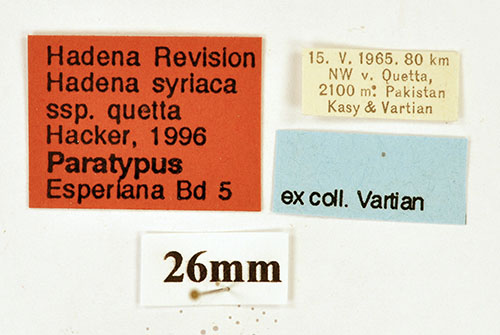 Hadena Revision
Hadena syriaca
ssp. quetta
Hacker, 1996
Paratypus
Esperiana Bd 5
15. V. 1965. 80 km
NW v. Quetta,
2100 m. Pakistan
Kasy & Vartian
ex coll. Vartian
26mm